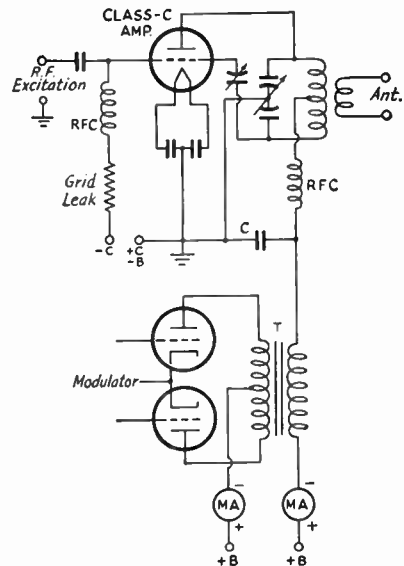 CLASS-C
AMP.
R.F.
Excitation
RFC
Grid
Leak
-C
+C
-B
C
RFC
Ant.
T
Modulator
-
-
MA
MA
+
+
+B
+B